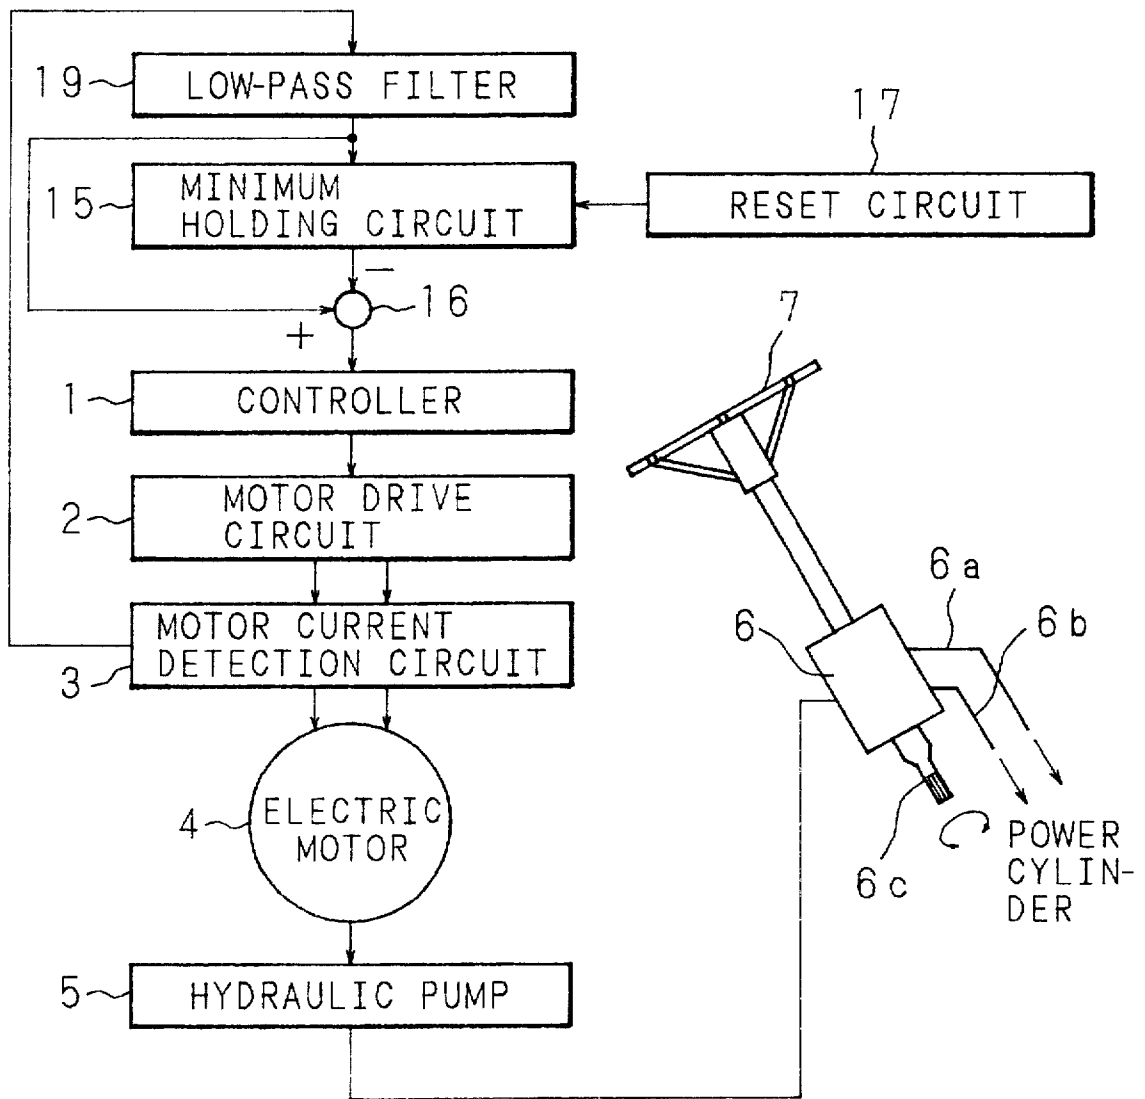 19
LOW-PASS FILTER
17
15
MINIMUM
HOLDING CIRCUIT
RESET CIRCUIT
−
16
+
7
1
CONTROLLER
2
MOTOR DRIVE
CIRCUIT
6a
6
6b
3
MOTOR CURRENT
DETECTION CIRCUIT
4
ELECTRIC
MOTOR
6c
POWER
CYLIN-
DER
5
HYDRAULIC PUMP